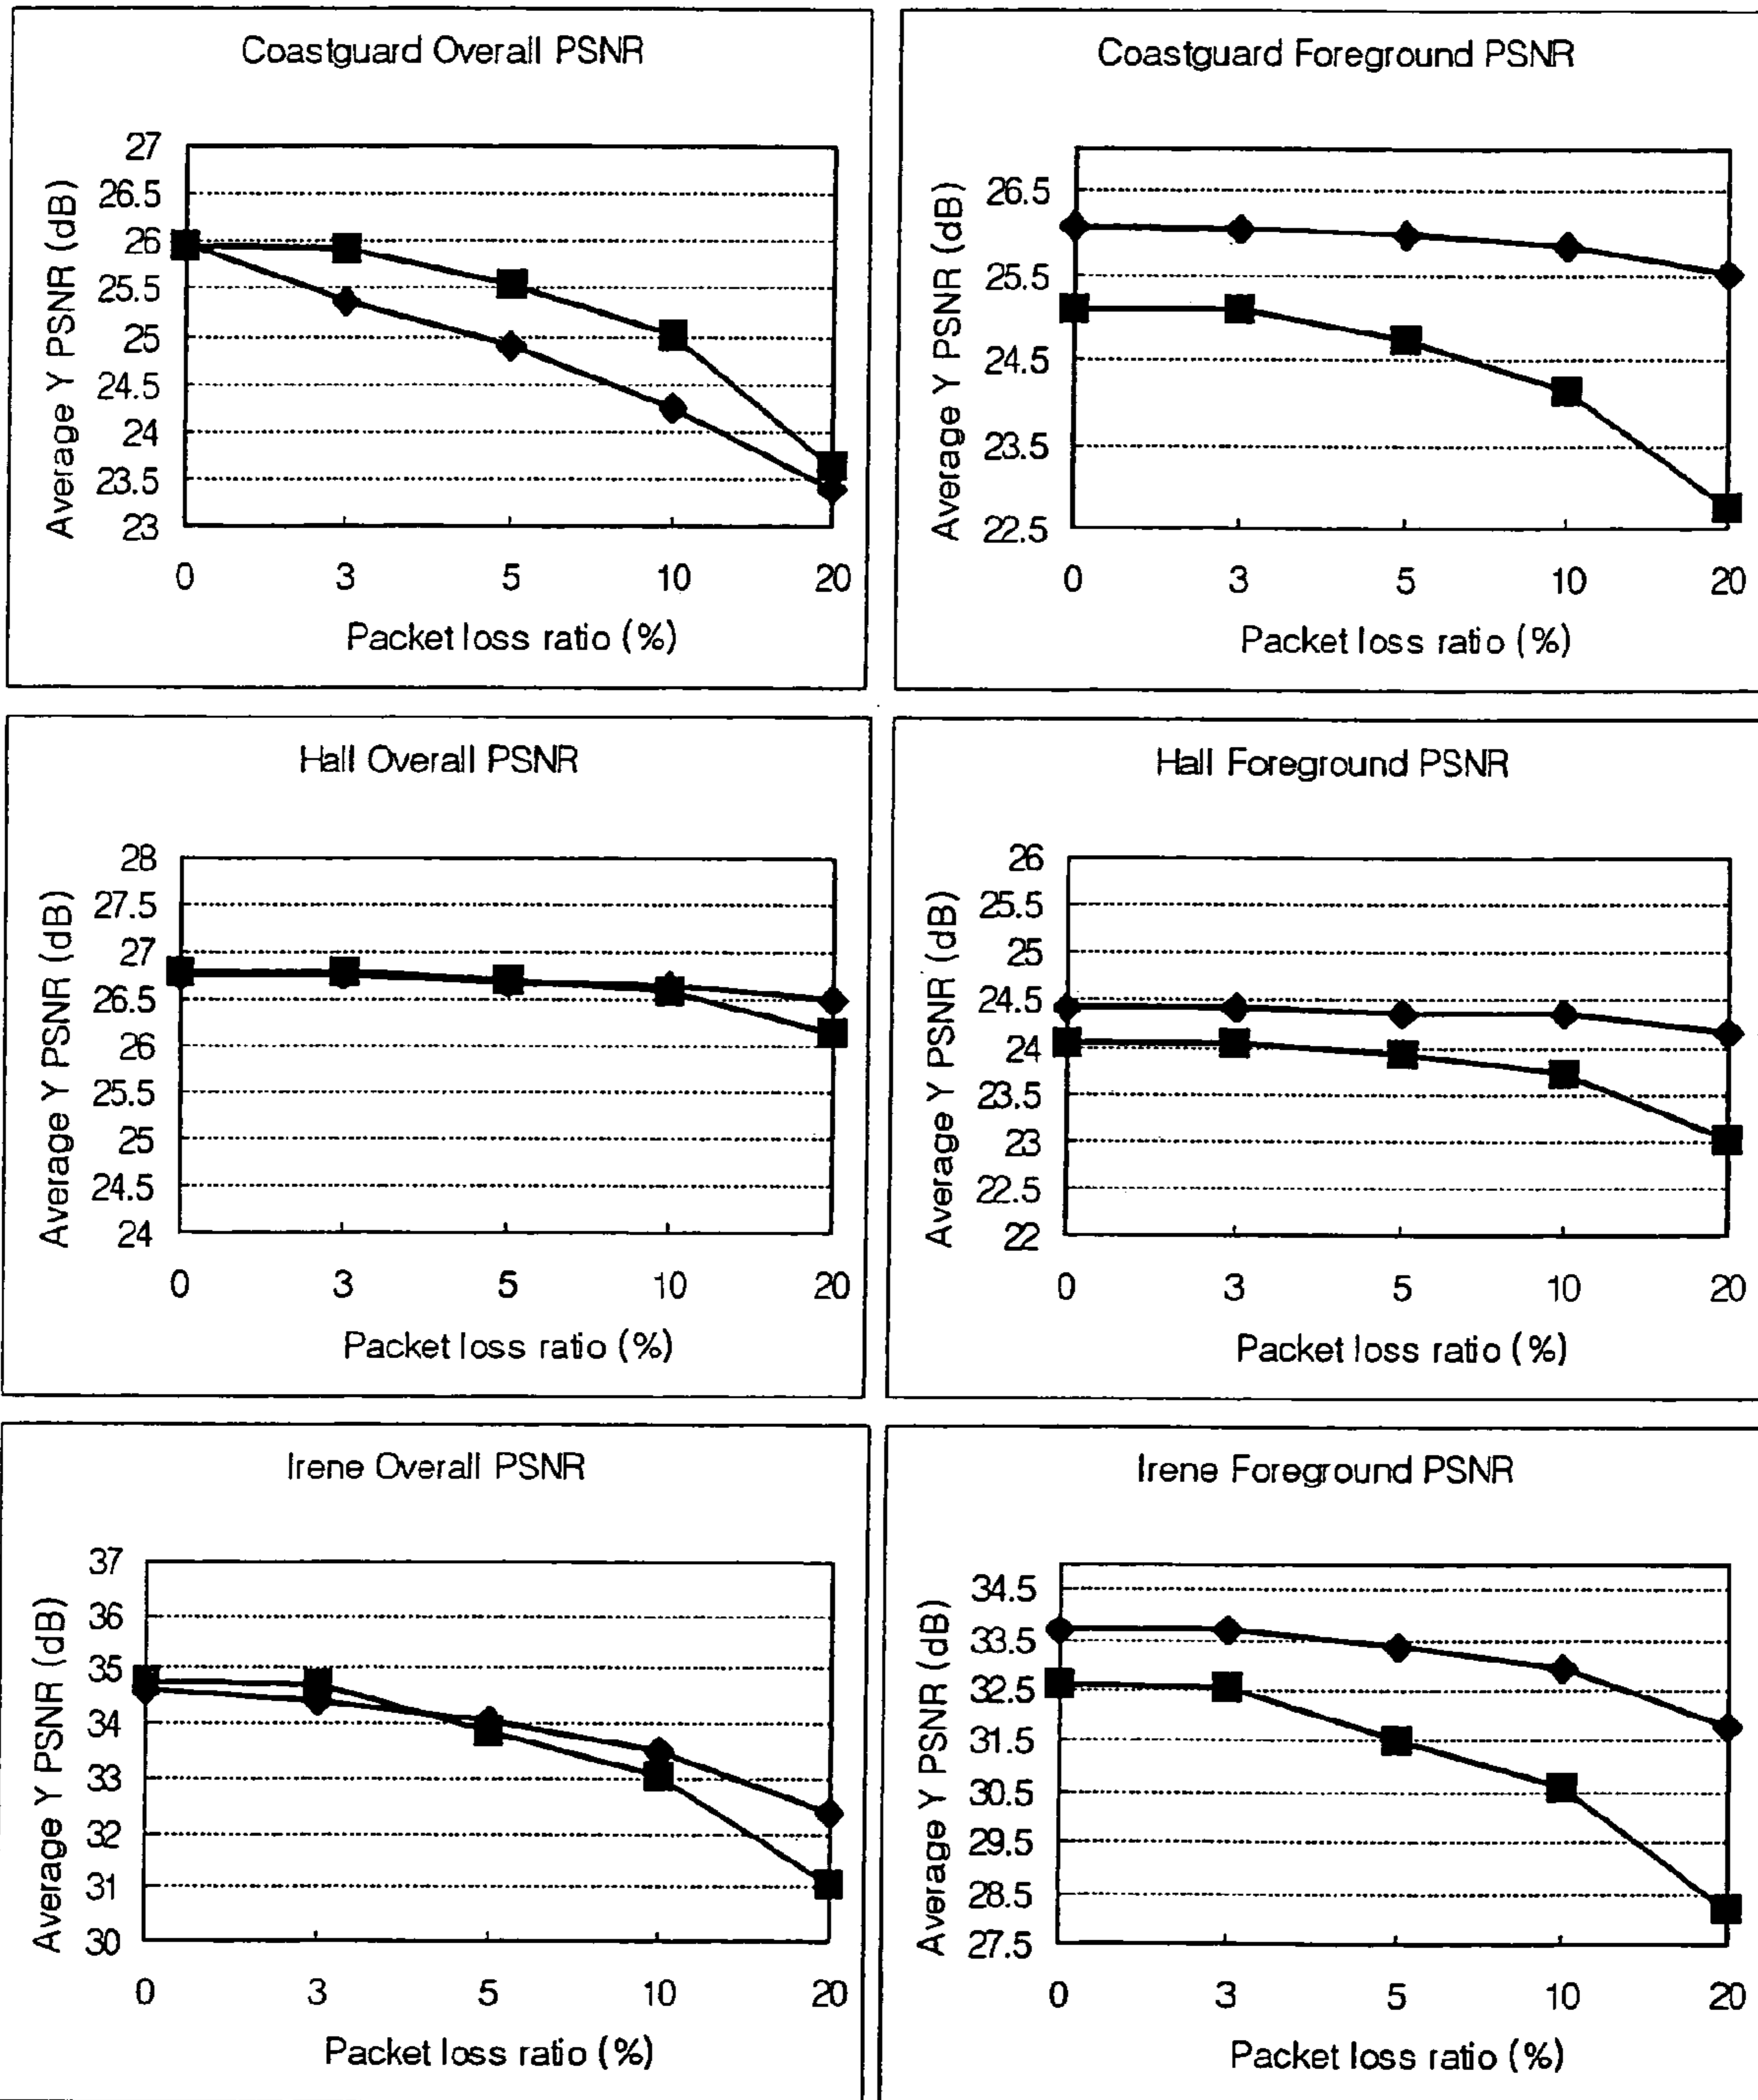 Coastguard Overall PSNR
Average Y PSNR (dB)
27
26.5
26
25.5
25
24.5
24
23.5
23
0 3 5 10 20
Packet loss ratio (%)
Coastguard Foreground PSNR
Average Y PSNR (dB)
26.5
25.5
24.5
23.5
22.5
0 3 5 10 20
Packet loss ratio (%)
Hall Overall PSNR
Average Y PSNR (dB)
28
27.5
27
26.5
26
25.5
25
24.5
24
0 3 5 10 20
Packet loss ratio (%)
Hall Foreground PSNR
Average Y PSNR (dB)
26
25.5
25
24.5
24
23.5
23
22.5
22
0 3 5 10 20
Packet loss ratio (%)
Irene Overall PSNR
Average Y PSNR (dB)
37
36
35
34
33
32
31
30
0 3 5 10 20
Packet loss ratio (%)
Irene Foreground PSNR
Average Y PSNR (dB)
34.5
33.5
32.5
31.5
30.5
29.5
28.5
27.5
0 3 5 10 20
Packet loss ratio (%)